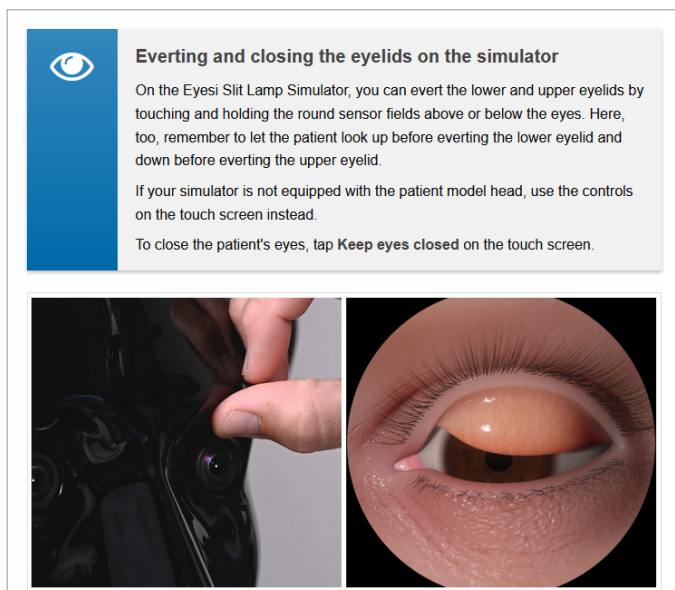 Everting and closing the eyelids on the simulator
On the Eyesi Slit Lamp Simulator, you can evert the lower and upper eyelids by
touching and holding the round sensor fields above or below the eyes. Here,
too, remember to let the patient look up before everting the lower eyelid and
down before everting the upper eyelid.
If your simulator is not equipped with the patient model head, use the controls
on the touch screen instead.
To close the patient's eyes, tap Keep eyes closed on the touch screen.